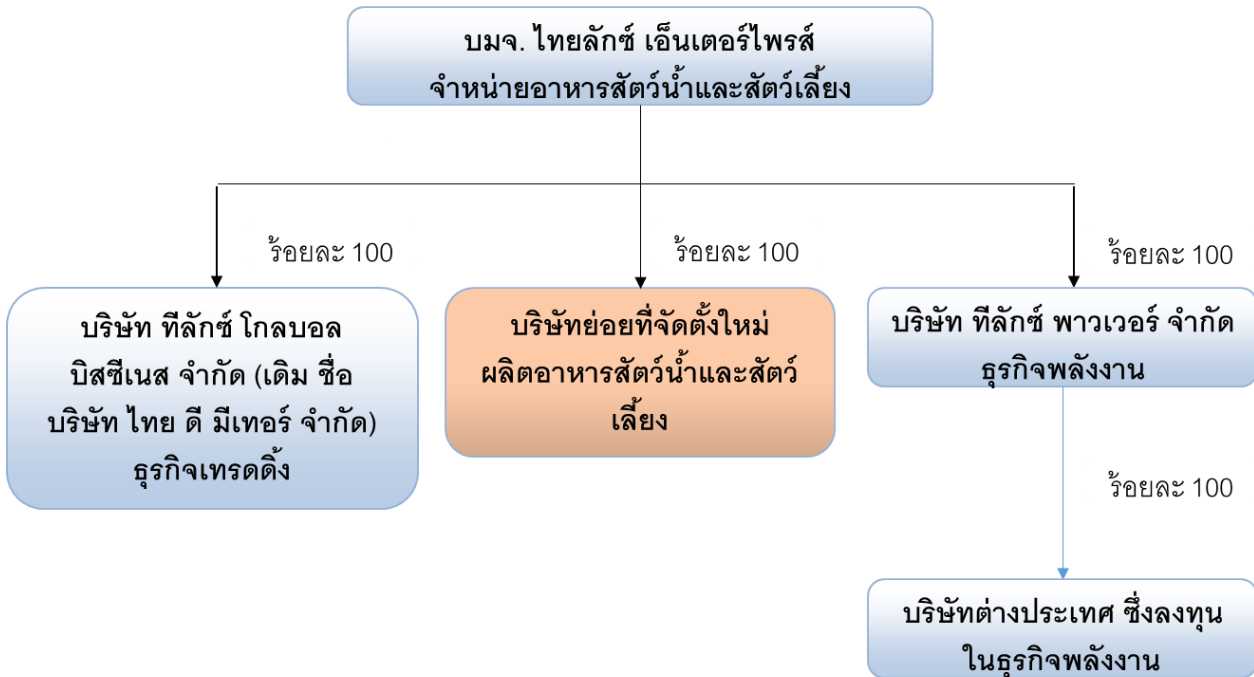 บมจ. ไทยลักซ์ เอ็นเตอร์ไพรส์
จำหน่ายอาหารสัตว์น้ำและสัตว์เลี้ยง
ร้อยละ 100
ร้อยละ 100
ร้อยละ 100
บริษัท ทีลักซ์ โกลบอล
บิสซีเนส จำกัด (เดิม ชื่อ
บริษัท ไทย ดี มีเทอร์ จำกัด)
ธุรกิจเทรดดิ้ง
บริษัทย่อยที่จัดตั้งใหม่
ผลิตอาหารสัตว์น้ำและสัตว์
เลี้ยง
บริษัท ทีลักซ์ พาวเวอร์ จำกัด
ธุรกิจพลังงาน
ร้อยละ 100
บริษัทต่างประเทศ ซึ่งลงทุน
ในธุรกิจพลังงาน